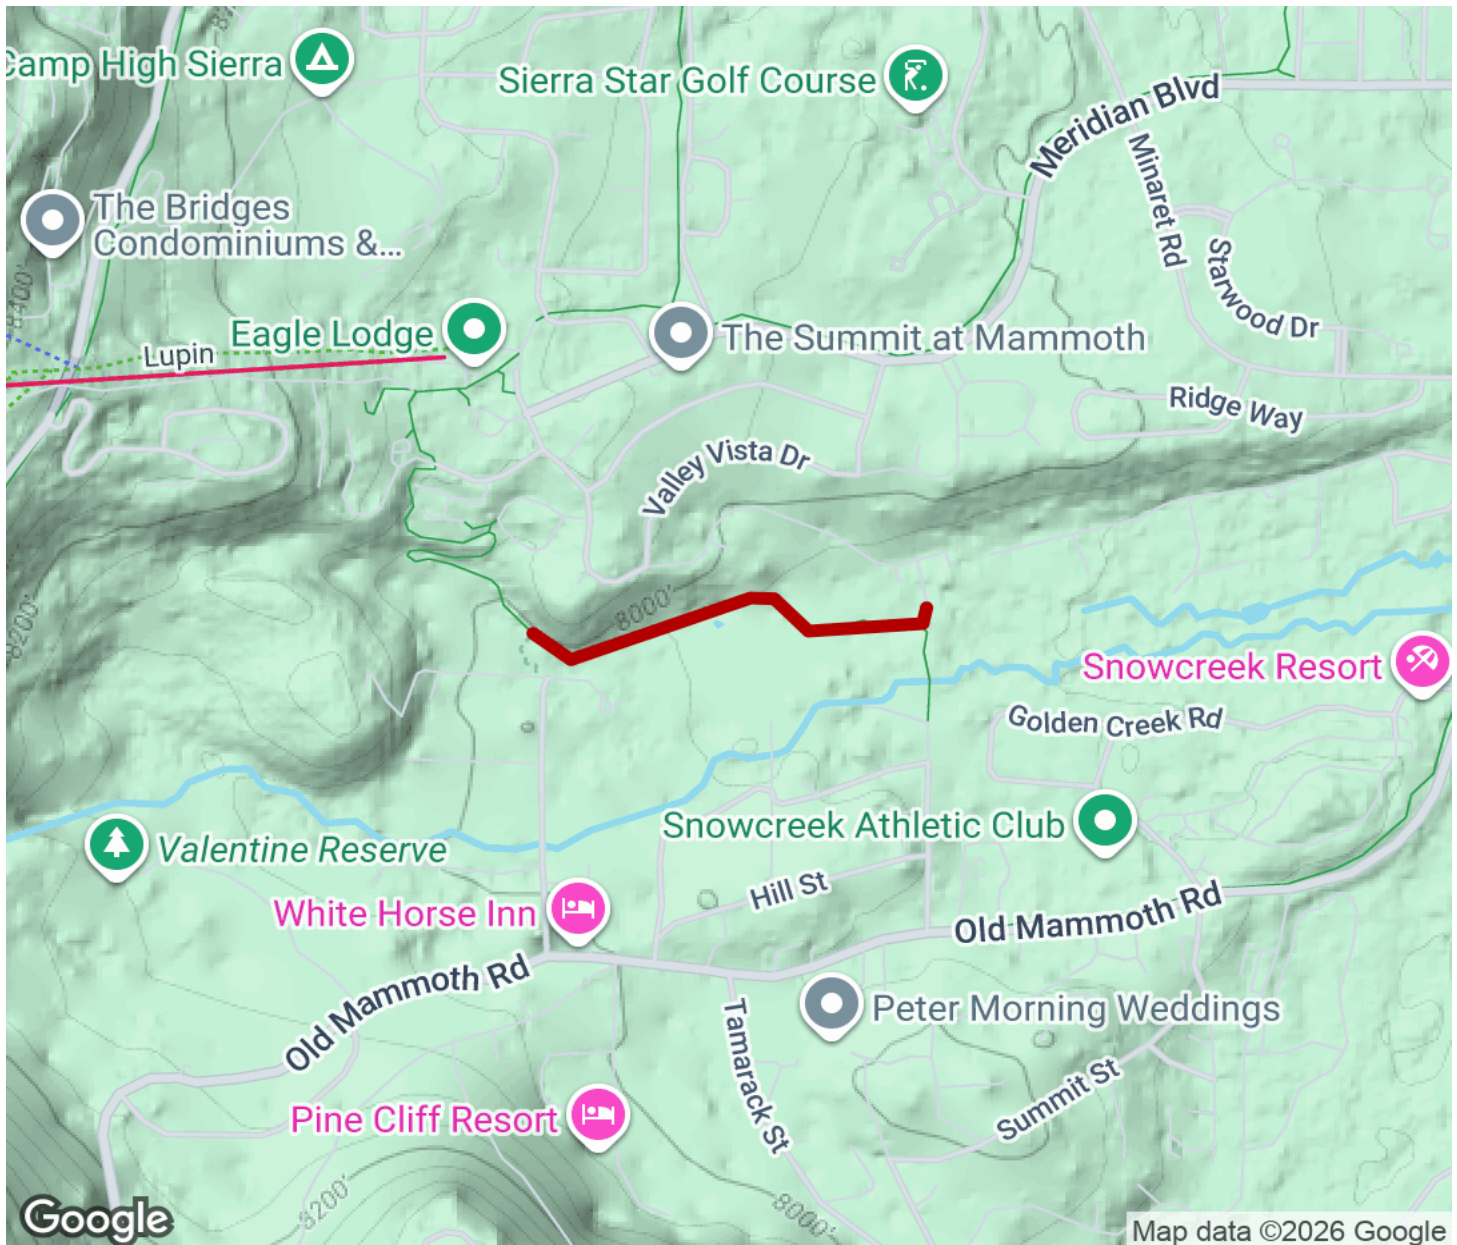 Camp High Sierra
Sierra Star Golf Course
Meridian Blvd
Minaret Rd
The Bridges
Condominiums &...
Starwood Dr
8400'
Eagle Lodge
Lupin
The Summit at Mammoth
Ridge Way
Valley Vista Dr
8000'
8200'
Snowcreek Resort
Golden Creek Rd
Snowcreek Athletic Club
Valentine Reserve
Hill St
White Horse Inn
Old Mammoth Rd
Old Mammoth Rd
Peter Morning Weddings
Tamarack St
Summit St
Pine Cliff Resort
8200'
8000'
Google
Map data ©2026 Google